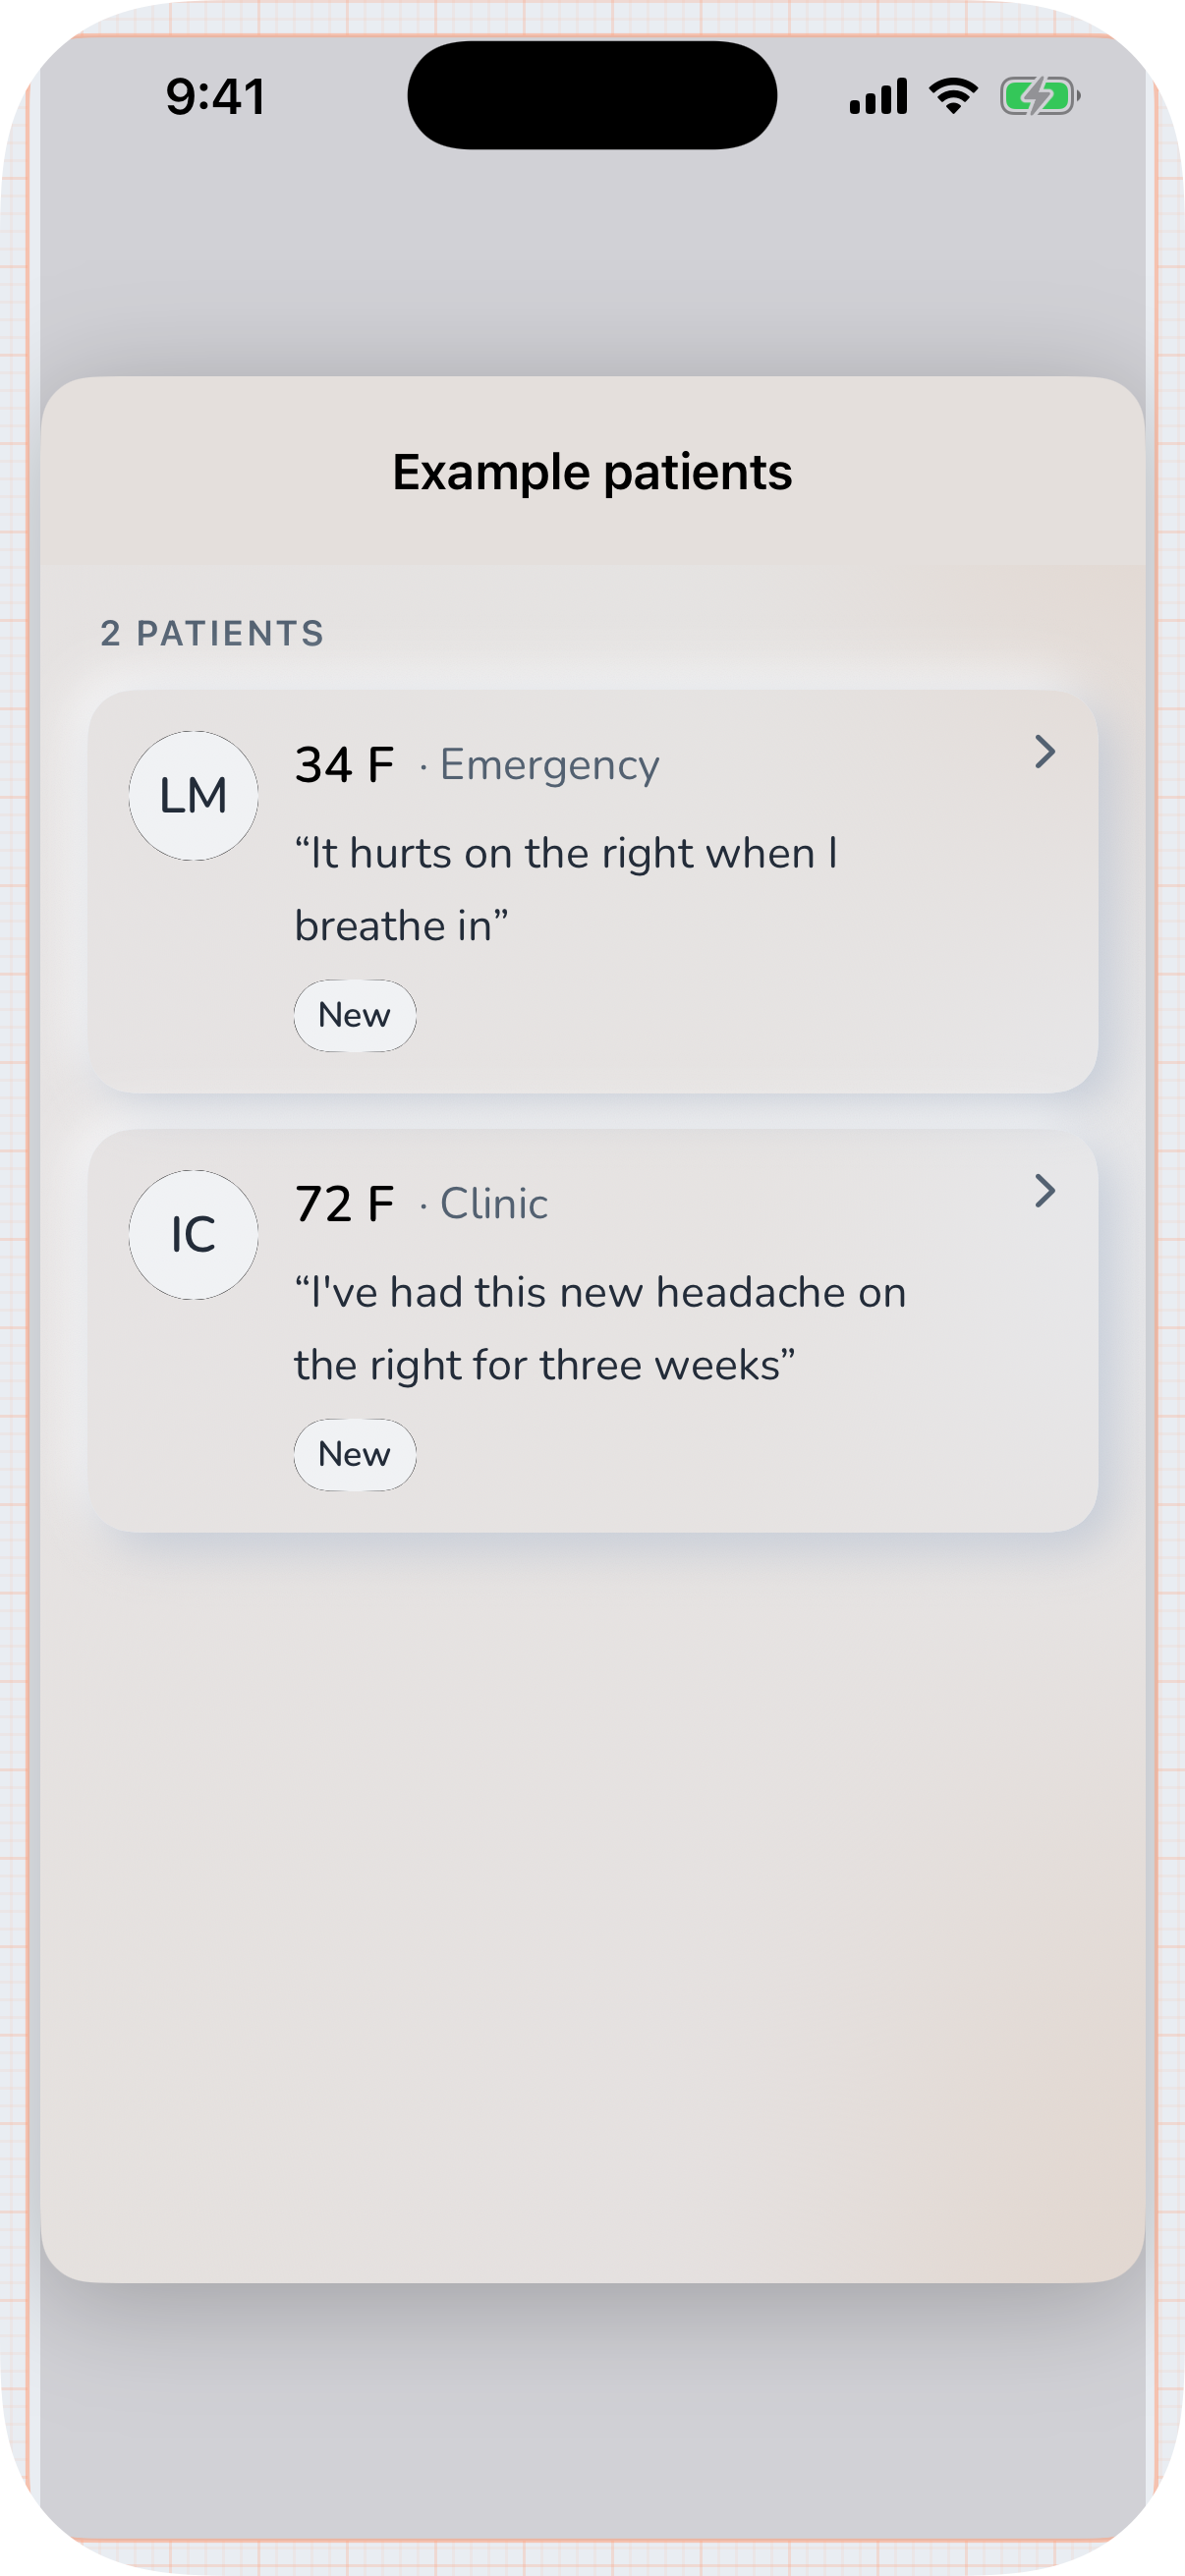 9:41
Example patients
2 PATIENTS
LM
34 F · Emergency
“It hurts on the right when I
breathe in”
New
IC
72 F · Clinic
“I've had this new headache on
the right for three weeks”
New